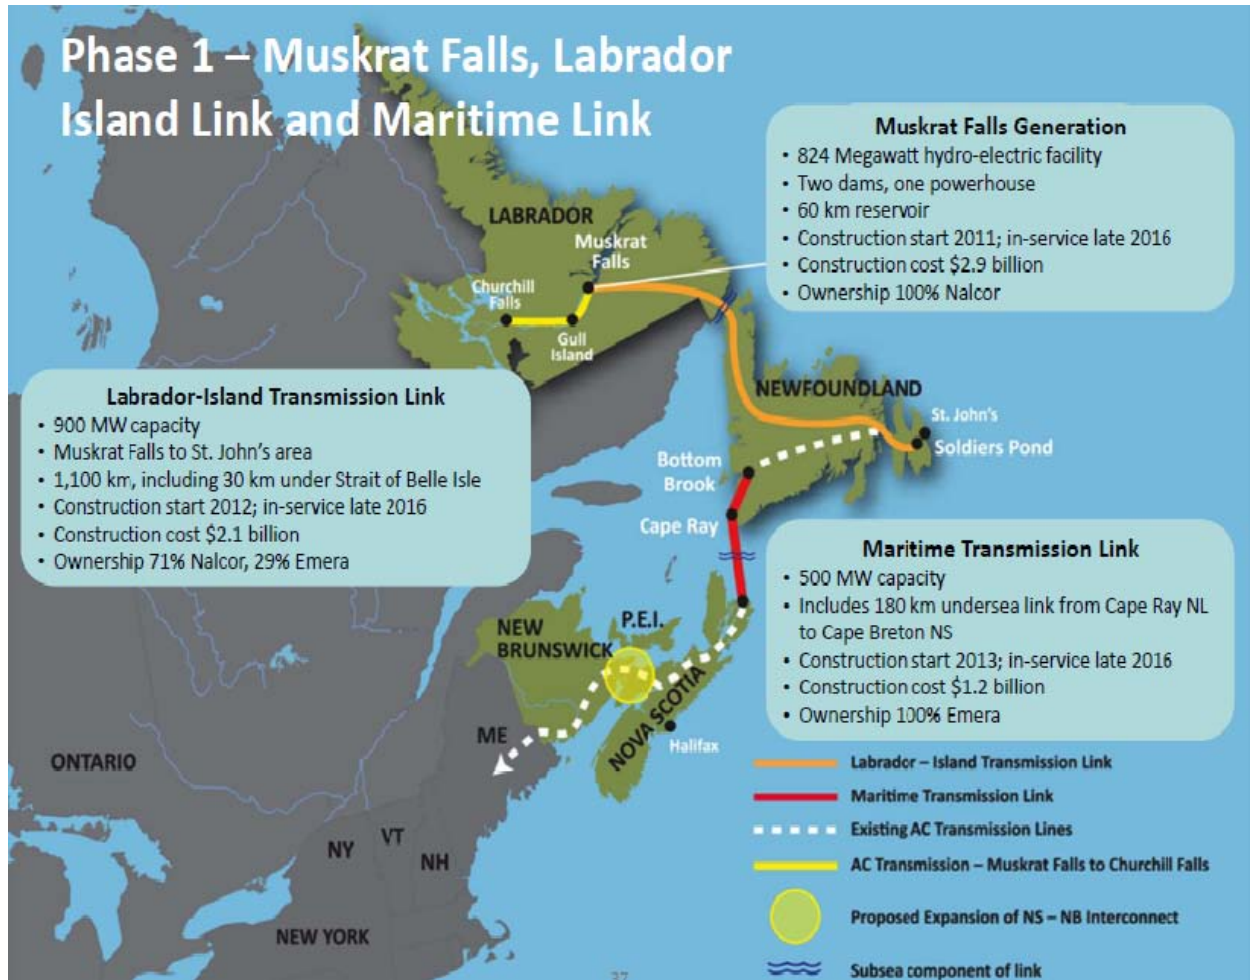 Phase 1 – Muskrat Falls, Labrador
Island Link and Maritime Link
Muskrat Falls Generation
• 824 Megawatt hydro-electric facility
• Two dams, one powerhouse
• 60 km reservoir
• Construction start 2011; in-service late 2016
• Construction cost $2.9 billion
• Ownership 100% Nalcor
LABRADOR
Muskrat
Falls
Churchill
Falls
Gull
Island
Labrador-Island Transmission Link
• 900 MW capacity
• Muskrat Falls to St. John's area
• 1,100 km, including 30 km under Strait of Belle Isle
• Construction start 2012; in-service late 2016
• Construction cost $2.1 billion
• Ownership 71% Nalcor, 29% Emera
NEWFOUNDLAND
St. John's
Soldiers Pond
Bottom
Brook
Cape Ray
Maritime Transmission Link
• 500 MW capacity
• Includes 180 km undersea link from Cape Ray NL
to Cape Breton NS
• Construction start 2013; in-service late 2016
• Construction cost $1.2 billion
• Ownership 100% Emera
P.E.I.
NEW
BRUNSWICK
NOVA SCOTIA
Halifax
ME
ONTARIO
NY
VT
NH
NEW YORK
Labrador – Island Transmission Link
Maritime Transmission Link
Existing AC Transmission Lines
AC Transmission – Muskrat Falls to Churchill Falls
Proposed Expansion of NS – NB Interconnect
Subsea component of link